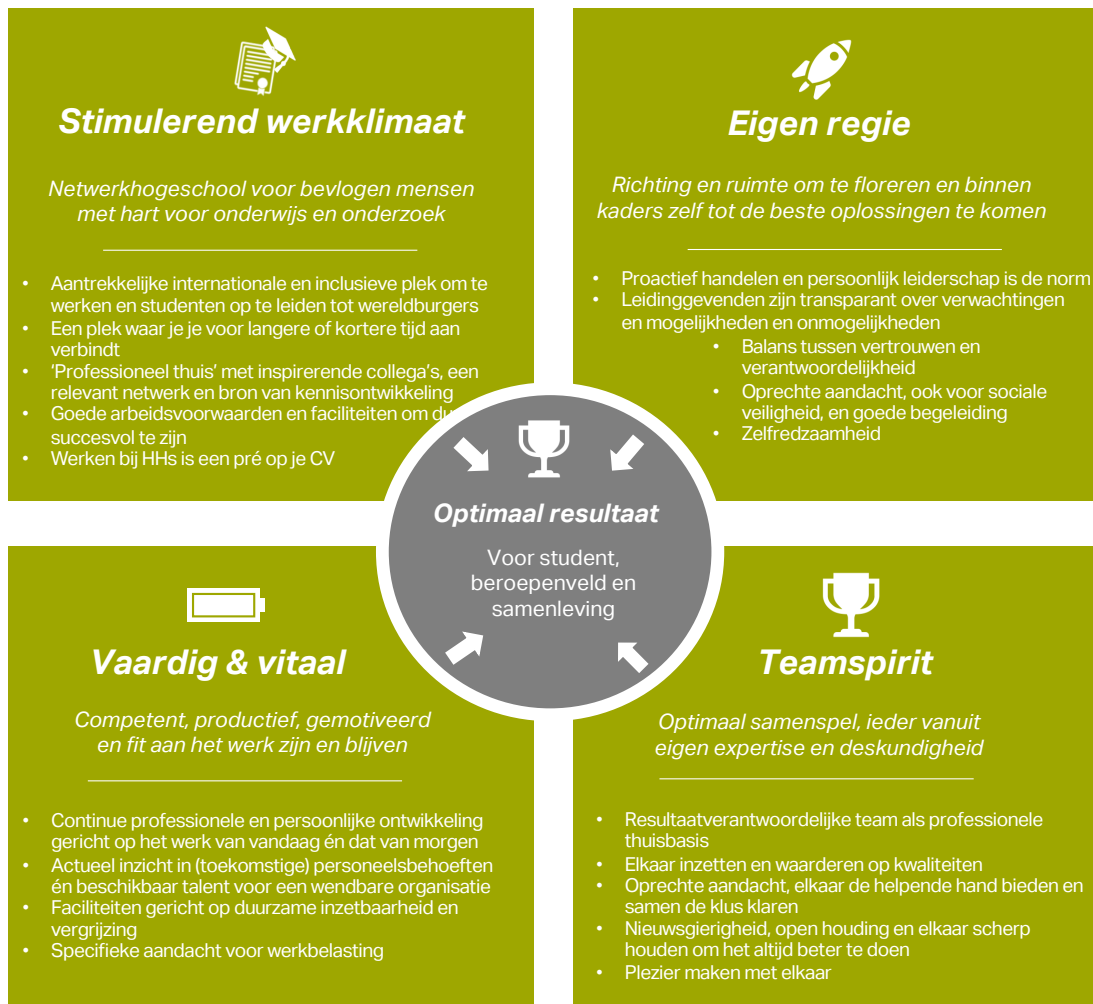 Stimulerend werkklimaat
Netwerkhogeschool voor bevlogen mensen
met hart voor onderwijs en onderzoek
• Aantrekkelijke internationale en inclusieve plek om te
werken en studenten op te leiden tot wereldburgers
• Een plek waar je je voor langere of kortere tijd aan
verbindt
• ‘Professioneel thuis’ met inspirerende collega’s, een
relevant netwerk en bron van kennisontwikkeling
• Goede arbeidsvoorwaarden en faciliteiten om
succesvol te zijn
• Werken bij HHs is een pré op je CV
Eigen regie
Richting en ruimte om te floreren en binnen
kaders zelf tot de beste oplossingen te komen
• Proactief handelen en persoonlijk leiderschap is de norm
• Leidinggevenden zijn transparant over verwachtingen
en mogelijkheden en onmogelijkheden
• Balans tussen vertrouwen en
verantwoordelijkheid
• Oprechte aandacht, ook voor sociale
veiligheid, en goede begeleiding
• Zelfredzaamheid
Optimaal resultaat
Voor student,
beroepenveld en
samenleving
Vaardig & vitaal
Competent, productief, gemotiveerd
en fit aan het werk zijn en blijven
• Continue professionele en persoonlijke ontwikkeling
gericht op het werk van vandaag én dat van morgen
• Actueel inzicht in (toekomstige) personeelsbehoeften
én beschikbaar talent voor een wendbare organisatie
• Faciliteiten gericht op duurzame inzetbaarheid en
vergrijzing
• Specifieke aandacht voor werkbelasting
Teamspirit
Optimaal samenspel, ieder vanuit
eigen expertise en deskundigheid
• Resultaatverantwoordelijke team als professionele
thuisbasis
• Elkaar inzetten en waarderen op kwaliteiten
• Oprechte aandacht, elkaar de helpende hand bieden en
samen de klus klaren
• Nieuwsgierigheid, open houding en elkaar scherp
houden om het altijd beter te doen
• Plezier maken met elkaar